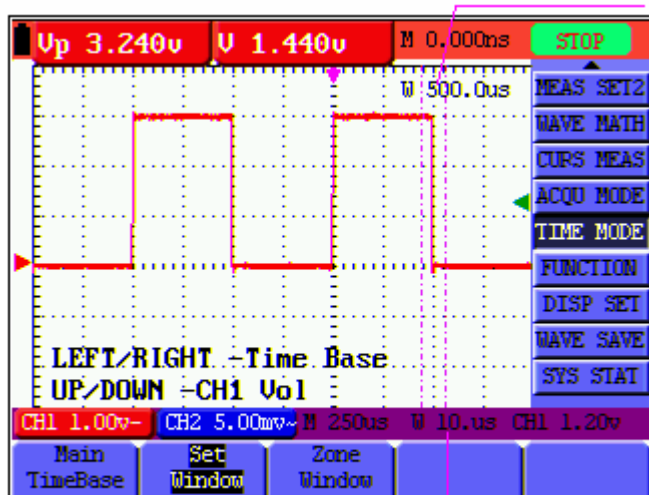 Vp 3.240v V 1.440v M 0.000ns STOP
W 500.0us
MEAS SET2
WAVE MATH
CURS MEAS
ACQU MODE
TIME MODE
FUNCTION
DISP SET
WAVE SAVE
SYS STAT
LEFT/RIGHT -Time Base
UP/DOWN -CH1 Vol
CH1 1.00v- CH2 5.00mv~ M 250us W 10.us CH1 1.20v
Main TimeBase
Set Window
Zone Window